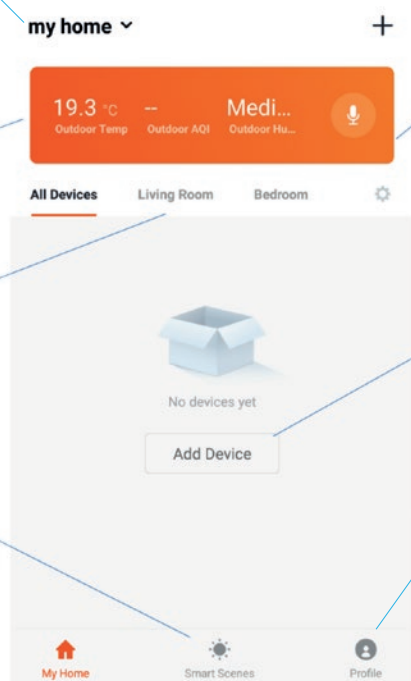 my home
19.3 °C -- Medi...
Outdoor Temp Outdoor AQI Outdoor Hu...
All Devices Living Room Bedroom
No devices yet
Add Device
My Home Smart Scenes Profile